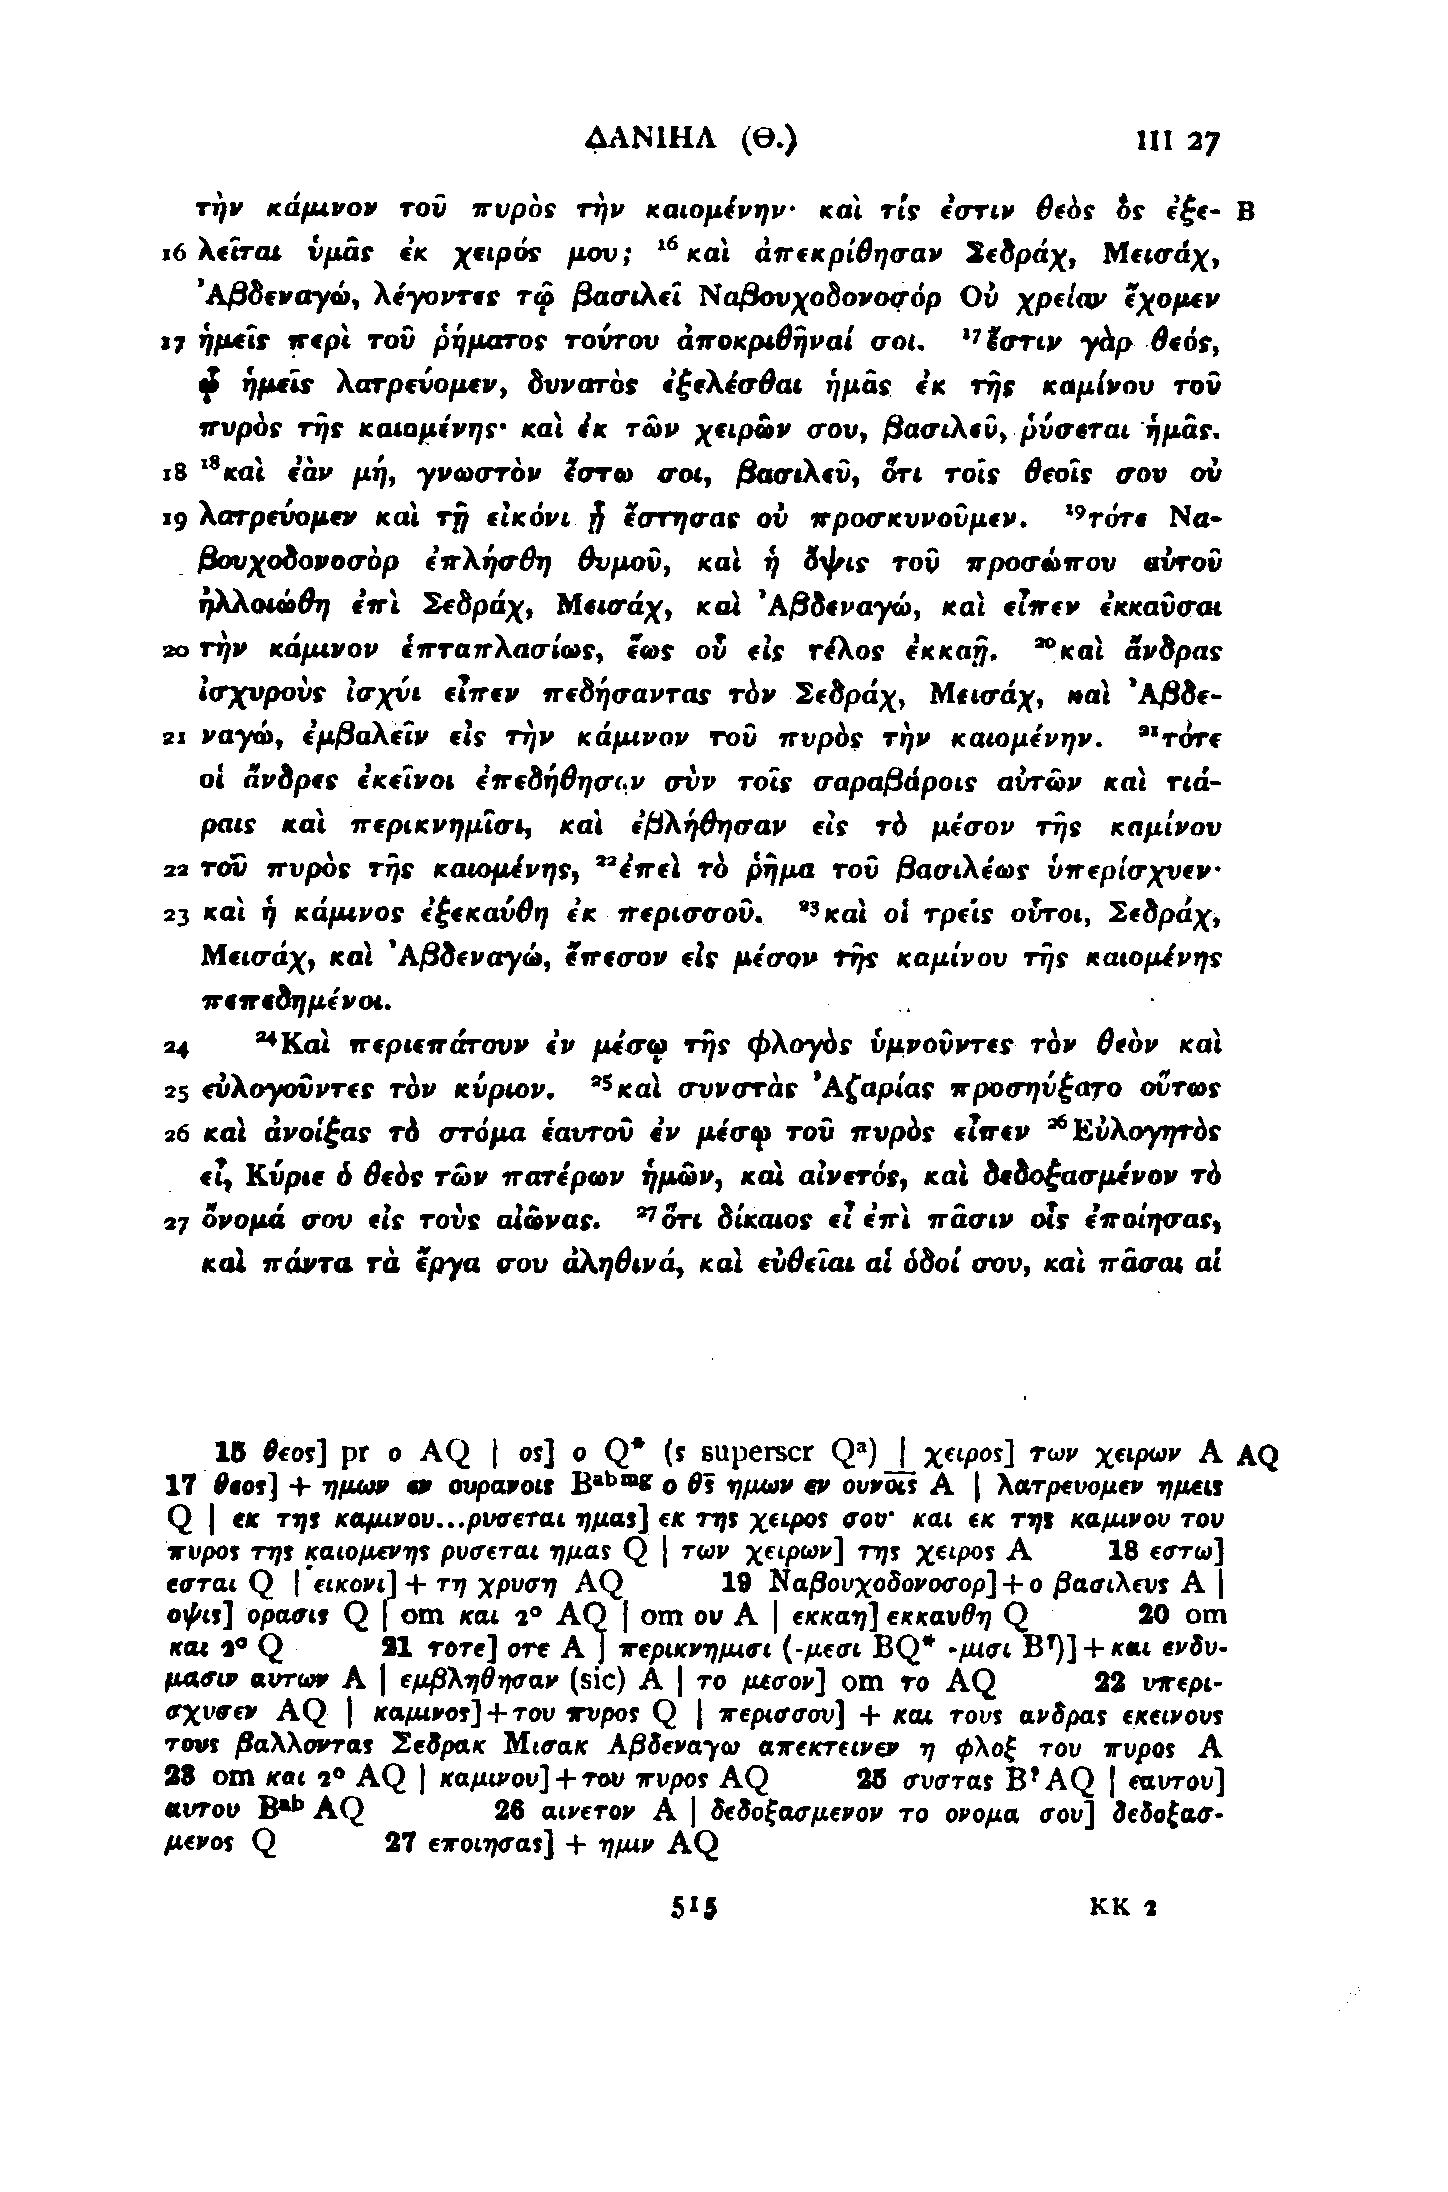 ΔΑΝΙΗΛ (Θ.) III 27
τὴν κάμινον τοῦ πυρὸς τὴν καιομένην· καὶ τίς ἐστιν θεὸς ὃς ἐξε- B
16 λεῖται ὑμᾶς ἐκ χειρός μου; ¹⁶καὶ ἀπεκρίθησαν Σεδράχ, Μεισάχ,
Ἀβδεναγώ, λέγοντες τῷ βασιλεῖ Ναβουχοδονοσόρ Οὐ χρείαν ἔχομεν
17 ἡμεῖς περὶ τοῦ ῥήματος τούτου ἀποκριθῆναί σοι. ¹⁷ἔστιν γὰρ θεός,
ᾧ ἡμεῖς λατρεύομεν, δυνατὸς ἐξελέσθαι ἡμᾶς ἐκ τῆς καμίνου τοῦ
πυρὸς τῆς καιομένης· καὶ ἐκ τῶν χειρῶν σου, βασιλεῦ, ῥύσεται ἡμᾶς.
18 ¹⁸καὶ ἐὰν μή, γνωστὸν ἔστω σοι, βασιλεῦ, ὅτι τοῖς θεοῖς σου οὐ
19 λατρεύομεν καὶ τῇ εἰκόνι ᾗ ἔστησας οὐ προσκυνοῦμεν. ¹⁹τότε Να-
βουχοδονοσὸρ ἐπλήσθη θυμοῦ, καὶ ἡ ὄψις τοῦ προσώπου αὐτοῦ
ἠλλοιώθη ἐπὶ Σεδράχ, Μεισάχ, καὶ Ἀβδεναγώ, καὶ εἶπεν ἐκκαῦσαι
20 τὴν κάμινον ἑπταπλασίως, ἕως οὗ εἰς τέλος ἐκκαῇ. ²⁰καὶ ἄνδρας
ἰσχυροὺς ἰσχύι εἶπεν πεδήσαντας τὸν Σεδράχ, Μεισάχ, καὶ Ἀβδε-
21 ναγώ, ἐμβαλεῖν εἰς τὴν κάμινον τοῦ πυρὸς τὴν καιομένην. ²¹τότε
οἱ ἄνδρες ἐκεῖνοι ἐπεδήθησαν σὺν τοῖς σαραβάροις αὐτῶν καὶ τιά-
ραις καὶ περικνημῖσι, καὶ ἐβλήθησαν εἰς τὸ μέσον τῆς καμίνου
22 τοῦ πυρὸς τῆς καιομένης, ²²ἐπεὶ τὸ ῥῆμα τοῦ βασιλέως ὑπερίσχυεν·
23 καὶ ἡ κάμινος ἐξεκαύθη ἐκ περισσοῦ. ²³καὶ οἱ τρεῖς οὗτοι, Σεδράχ,
Μεισάχ, καὶ Ἀβδεναγώ, ἔπεσον εἰς μέσον τῆς καμίνου τῆς καιομένης
πεπεδημένοι.
24 ²⁴Καὶ περιεπάτουν ἐν μέσῳ τῆς φλογὸς ὑμνοῦντες τὸν θεὸν καὶ
25 εὐλογοῦντες τὸν κύριον. ²⁵καὶ συνστὰς Ἀζαρίας προσηύξατο οὕτως
26 καὶ ἀνοίξας τὸ στόμα ἑαυτοῦ ἐν μέσῳ τοῦ πυρὸς εἶπεν ²⁶Εὐλογητὸς
εἶ, Κύριε ὁ θεὸς τῶν πατέρων ἡμῶν, καὶ αἰνετός, καὶ δεδοξασμένον τὸ
27 ὄνομά σου εἰς τοὺς αἰῶνας. ²⁷ὅτι δίκαιος εἶ ἐπὶ πᾶσιν οἷς ἐποίησας,
καὶ πάντα τὰ ἔργα σου ἀληθινά, καὶ εὐθεῖαι αἱ ὁδοί σου, καὶ πᾶσαι αἱ
15 θεος] pr ο AQ | ος] ο Q* (ς superscr Qᵃ) | χειρος] των χειρων A AQ
17 θεος] + ημων εν ουρανοις Bᵃᵇᵐᵍ ο θ̅ς̅ ημων εν ουνοις A | λατρευομεν ημεις
Q | εκ της καμινου...ρυσεται ημας] εκ της χειρος σου· και εκ της καμινου του
πυρος της καιομενης ρυσεται ημας Q | των χειρων] της χειρος A 18 εστω]
εσται Q | εικονι] + τη χρυση AQ 19 Ναβουχοδονοσορ] + ο βασιλευς A |
οψις] ορασις Q | om και 2° AQ | om ου A | εκκαη] εκκαυθη Q 20 om
και 2° Q 21 τοτε] οτε A | περικνημισι (-μεσι BQ* -μισι Bᵇ)] + και ενδυ-
μασιν αυτων A | εμβληθησαν (sic) A | το μεσον] om το AQ 22 υπερι-
σχυσεν AQ | καμινος] + του πυρος Q | περισσου] + και τους ανδρας εκεινους
τους βαλλοντας Σεδρακ Μισακ Αβδεναγω απεκτεινεν η φλοξ του πυρος A
23 om και 2° AQ | καμινου] + του πυρος AQ 25 συστας Bᵇ AQ | εαυτου]
αυτου Bᵃᵇ AQ 26 αινετον A | δεδοξασμενον το ονομα σου] δεδοξασ-
μενος Q 27 εποιησας] + ημιν AQ
515 KK 2